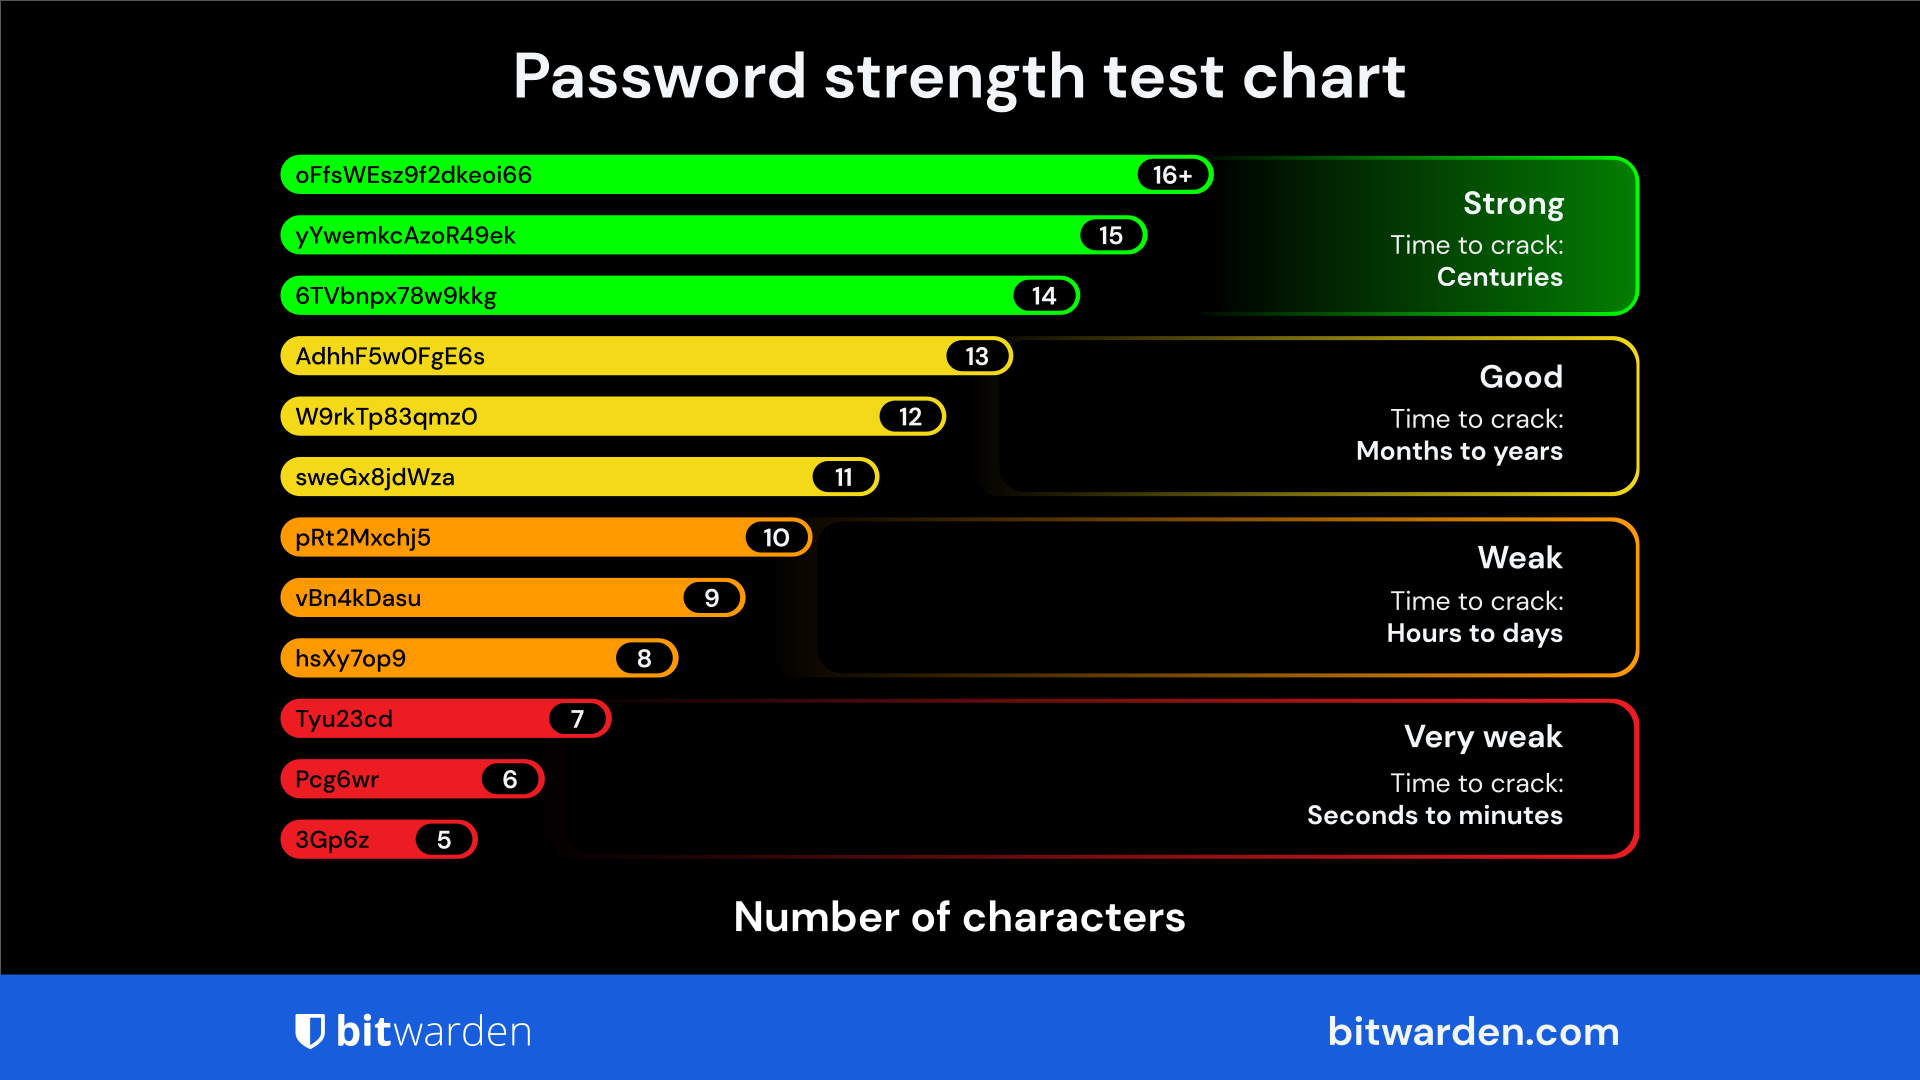 Password strength test chart
oFfsWEsz9f2dkeoi66 16+
yYwemkcAzoR49ek 15
6TVbnpx78w9kkg 14
Strong
Time to crack:
Centuries
AdhhF5w0FgE6s 13
W9rkTp83qmz0 12
sweGx8jdWza 11
Good
Time to crack:
Months to years
pRt2Mxchj5 10
vBn4kDasu 9
hsXy7op9 8
Weak
Time to crack:
Hours to days
Tyu23cd 7
Pcg6wr 6
3Gp6z 5
Very weak
Time to crack:
Seconds to minutes
Number of characters
bitwarden
bitwarden.com